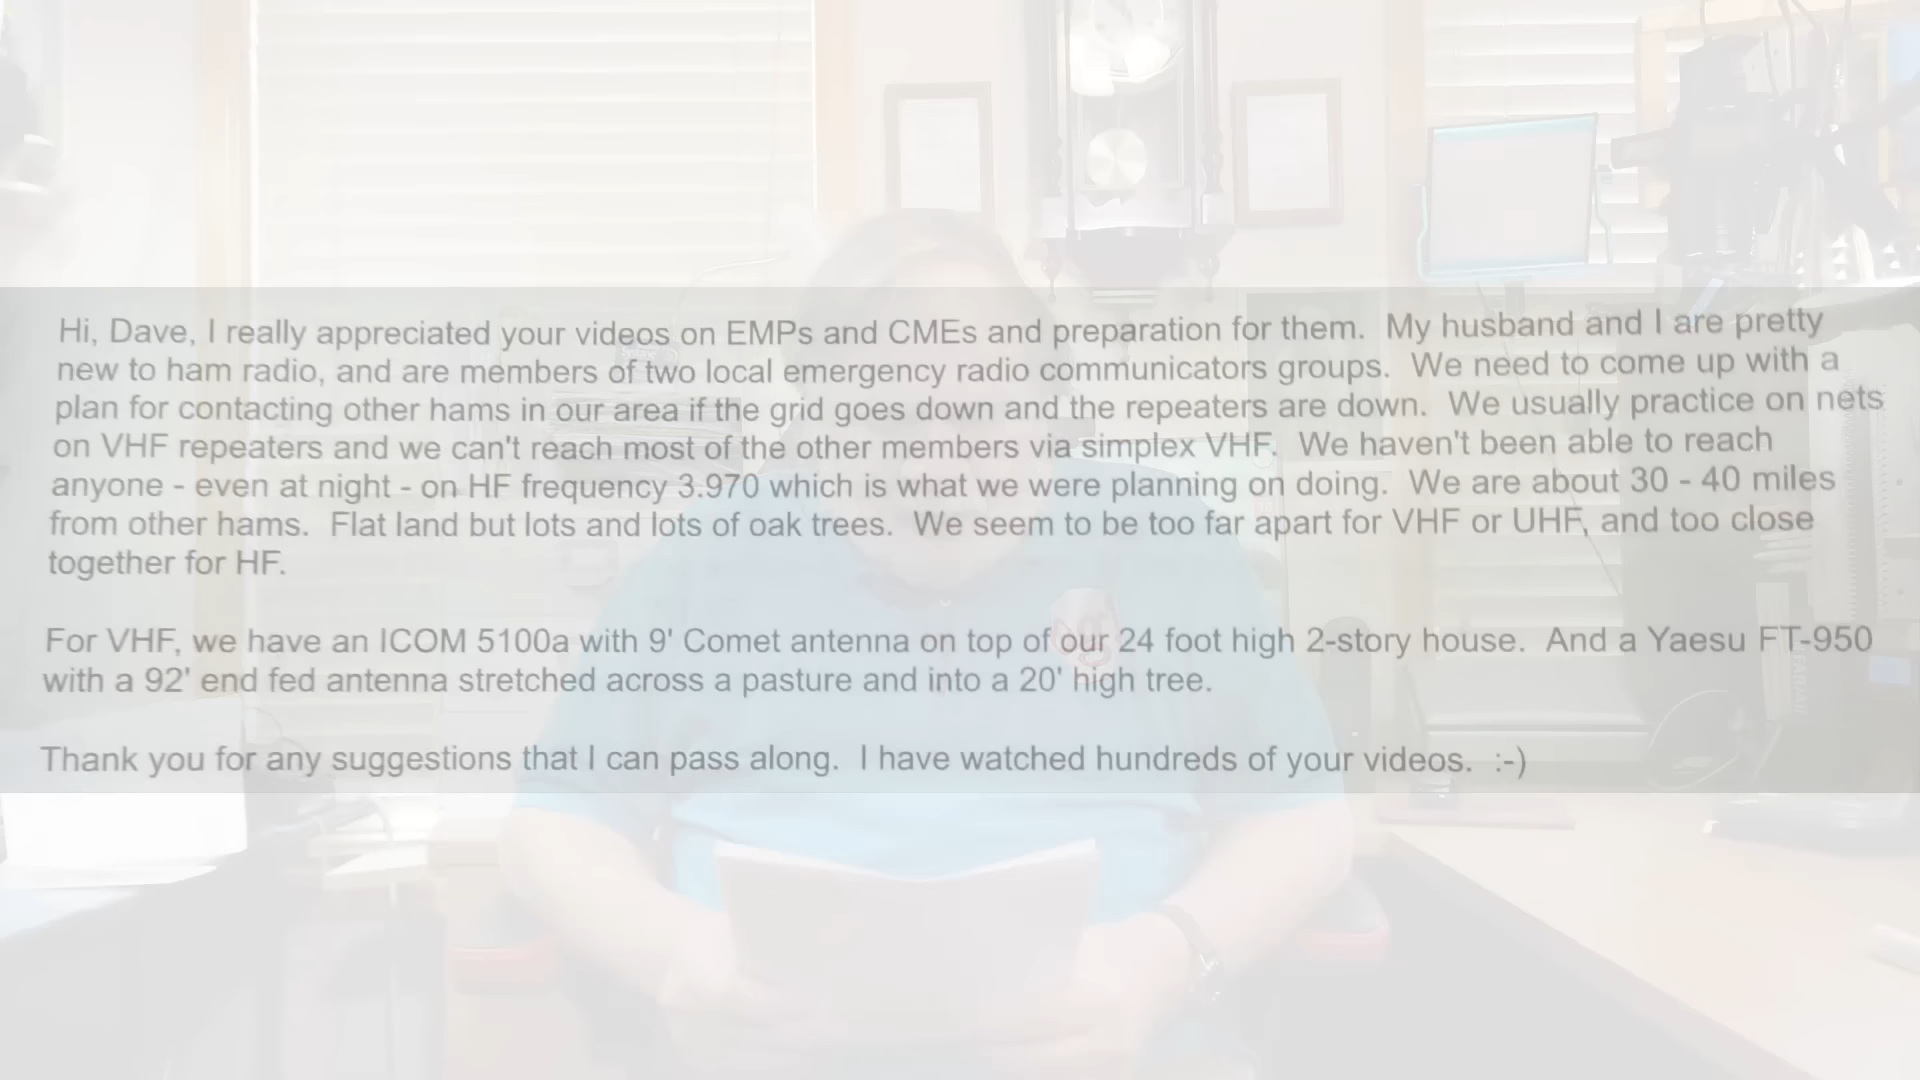 Hi, Dave, I really appreciated your videos on EMPs and CMEs and preparation for them. My husband and I are pretty
new to ham radio, and are members of two local emergency radio communicators groups. We need to come up with a
plan for contacting other hams in our area if the grid goes down and the repeaters are down. We usually practice on nets
on VHF repeaters and we can't reach most of the other members via simplex VHF. We haven't been able to reach
anyone - even at night - on HF frequency 3.970 which is what we were planning on doing. We are about 30 - 40 miles
from other hams. Flat land but lots and lots of oak trees. We seem to be too far apart for VHF or UHF, and too close
together for HF.
For VHF, we have an ICOM 5100a with 9' Comet antenna on top of our 24 foot high 2-story house. And a Yaesu FT-950
with a 92' end fed antenna stretched across a pasture and into a 20' high tree.
Thank you for any suggestions that I can pass along. I have watched hundreds of your videos. :-)